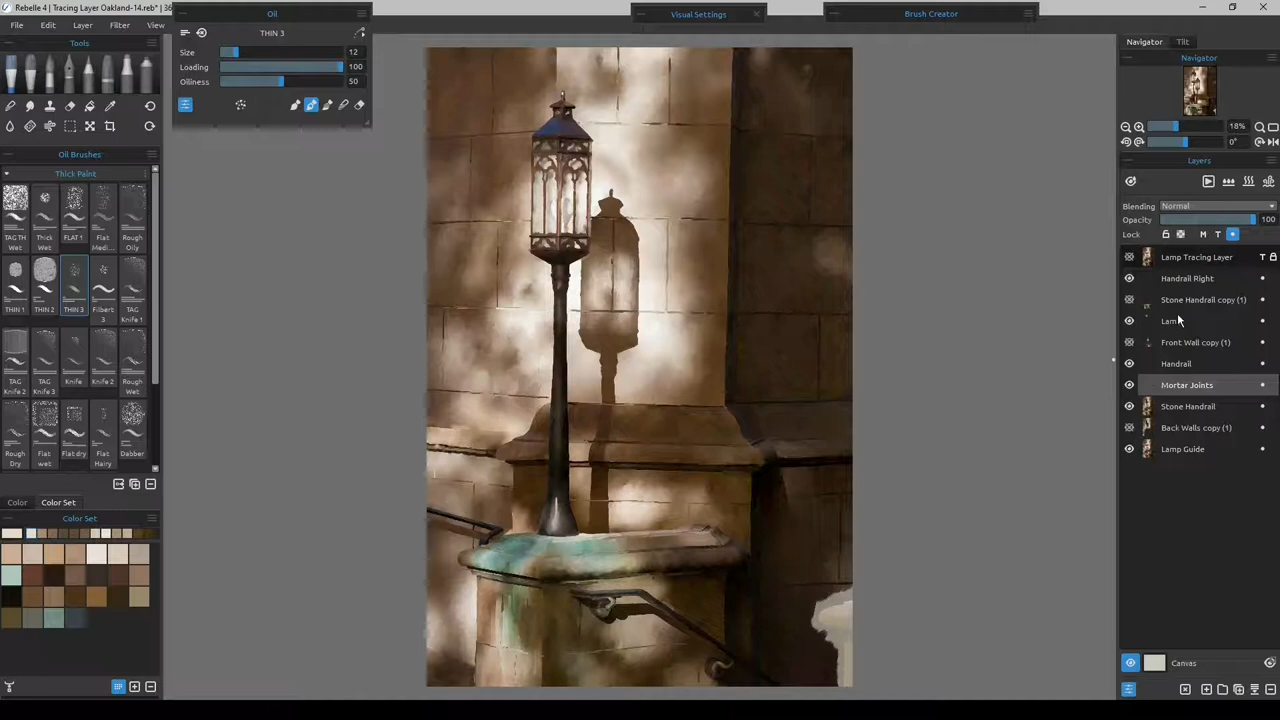 Rebelle 4 | Tracing Layer Oakland-14.reb* | 36
File Edit Layer Filter View
Tools
Oil
THIN 3
Size 12
Loading 100
Oiliness 50
Visual Settings
Brush Creator
Oil Brushes
Thick Paint
TAG TH Wet
Thick Wet
FLAT 1
Flat Medi...
Rough Oily
THIN 1
THIN 2
THIN 3
Filbert 3
TAG Knife 1
TAG Knife 2
TAG Knife 3
Knife
Knife 2
Rough Wet
Rough Dry
Flat wet
Flat dry
Flat Hairy
Dabber
Color Color Set
Color Set
Navigator Tilt
Navigator
18%
0°
Layers
Blending Normal
Opacity 100
Lock M T
Lamp Tracing Layer T
Handrail Right
Stone Handrail copy (1)
Lam
Front Wall copy (1)
Handrail
Mortar Joints
Stone Handrail
Back Walls copy (1)
Lamp Guide
Canvas